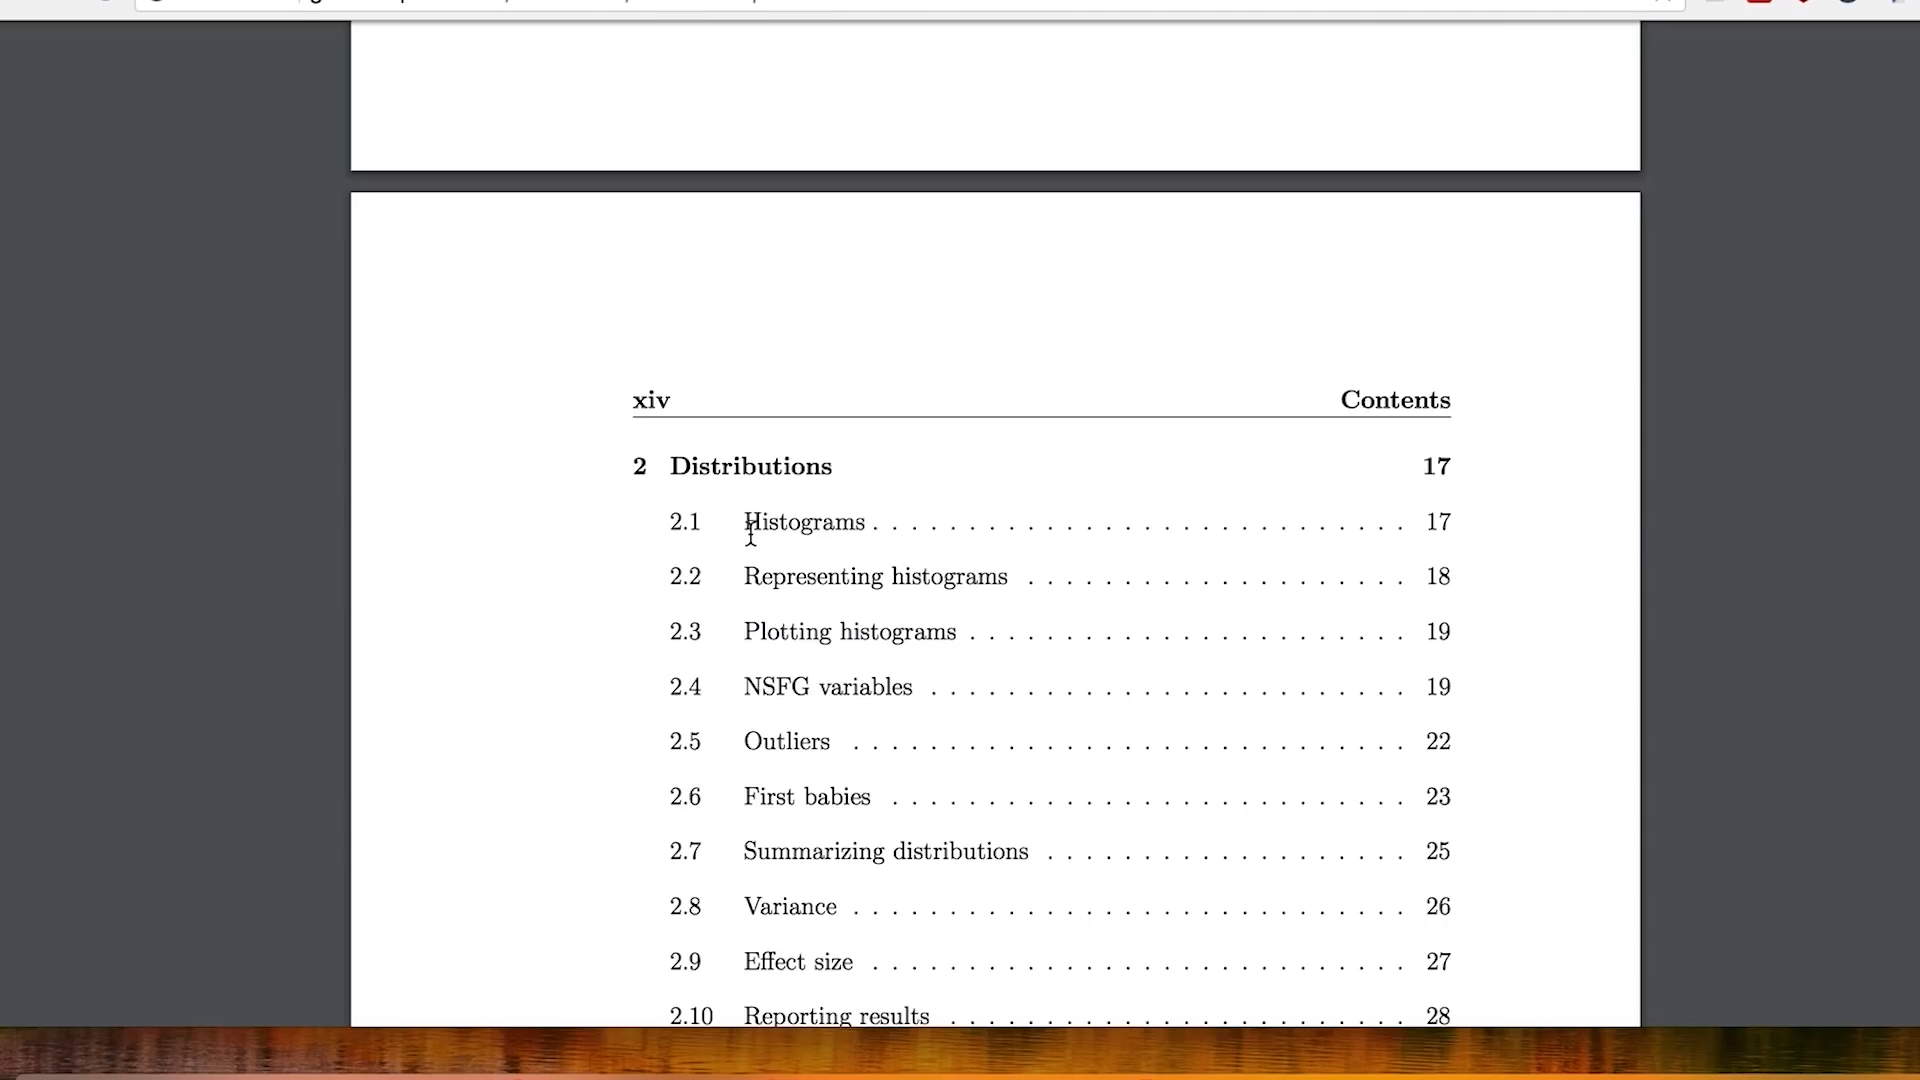 xiv Contents
2 Distributions 17
2.1 Histograms . . . . . . . . . . . . . . . . . . . . . . . . . . . . 17
2.2 Representing histograms . . . . . . . . . . . . . . . . . . . . 18
2.3 Plotting histograms . . . . . . . . . . . . . . . . . . . . . . . 19
2.4 NSFG variables . . . . . . . . . . . . . . . . . . . . . . . . . 19
2.5 Outliers . . . . . . . . . . . . . . . . . . . . . . . . . . . . . 22
2.6 First babies . . . . . . . . . . . . . . . . . . . . . . . . . . . 23
2.7 Summarizing distributions . . . . . . . . . . . . . . . . . . . 25
2.8 Variance . . . . . . . . . . . . . . . . . . . . . . . . . . . . . 26
2.9 Effect size . . . . . . . . . . . . . . . . . . . . . . . . . . . . 27
2.10 Reporting results . . . . . . . . . . . . . . . . . . . . . . . . 28